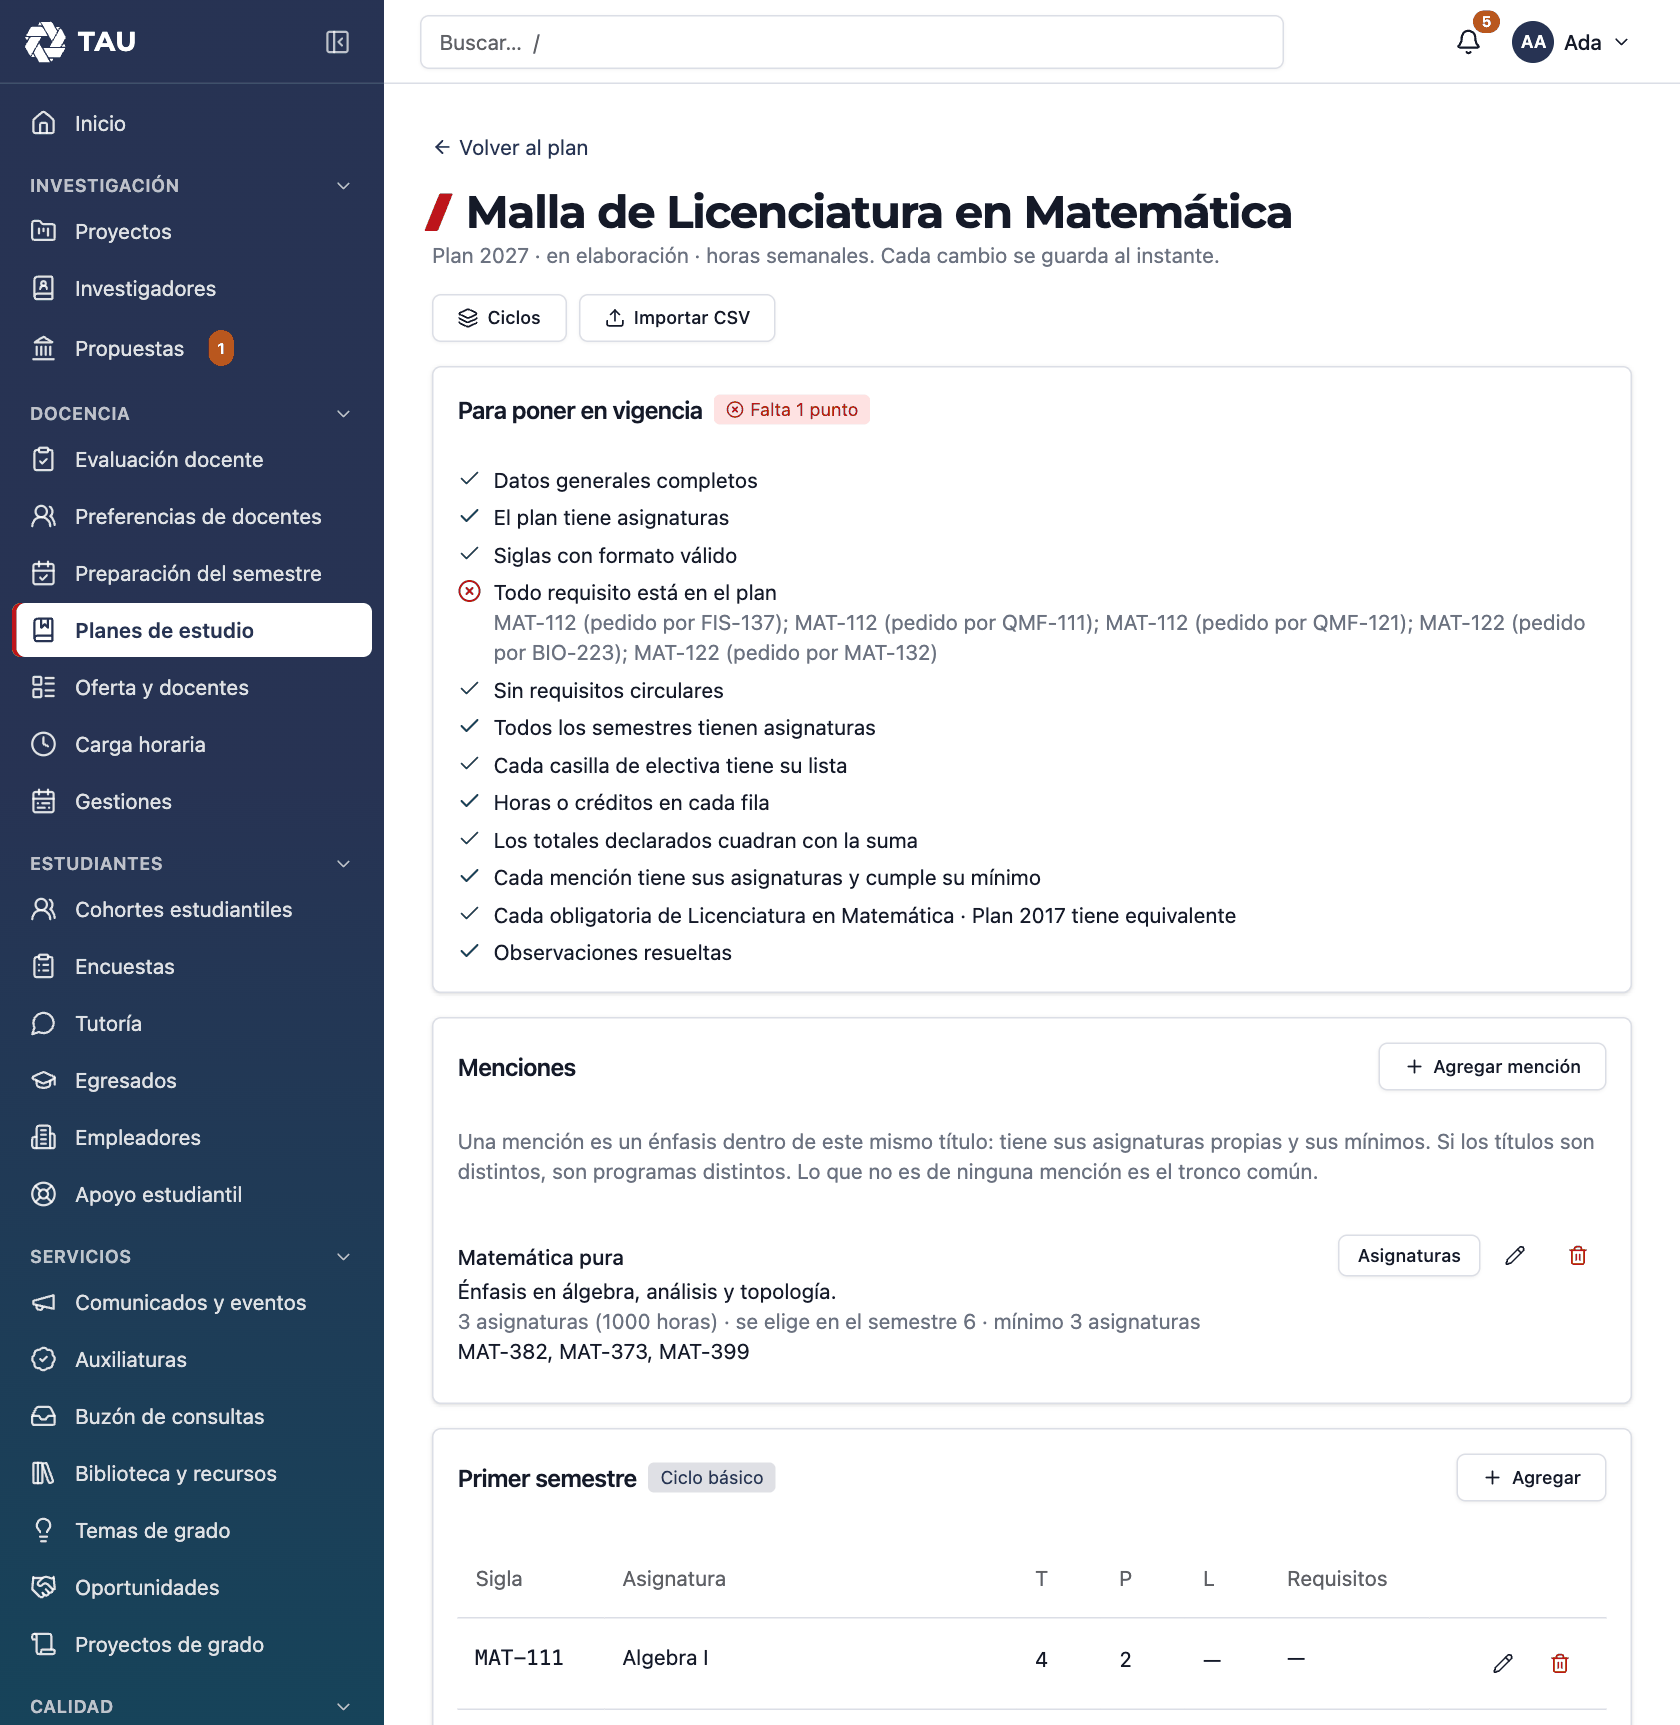 TAU
Buscar... /
5
AA
Ada
Inicio
INVESTIGACIÓN
Proyectos
Investigadores
Propuestas 1
DOCENCIA
Evaluación docente
Preferencias de docentes
Preparación del semestre
Planes de estudio
Oferta y docentes
Carga horaria
Gestiones
ESTUDIANTES
Cohortes estudiantiles
Encuestas
Tutoría
Egresados
Empleadores
Apoyo estudiantil
SERVICIOS
Comunicados y eventos
Auxiliaturas
Buzón de consultas
Biblioteca y recursos
Temas de grado
Oportunidades
Proyectos de grado
CALIDAD
Volver al plan
Malla de Licenciatura en Matemática
Plan 2027 · en elaboración · horas semanales. Cada cambio se guarda al instante.
Ciclos
Importar CSV
Para poner en vigencia
Falta 1 punto
Datos generales completos
El plan tiene asignaturas
Siglas con formato válido
Todo requisito está en el plan
MAT-112 (pedido por FIS-137); MAT-112 (pedido por QMF-111); MAT-112 (pedido por QMF-121); MAT-122 (pedido
por BIO-223); MAT-122 (pedido por MAT-132)
Sin requisitos circulares
Todos los semestres tienen asignaturas
Cada casilla de electiva tiene su lista
Horas o créditos en cada fila
Los totales declarados cuadran con la suma
Cada mención tiene sus asignaturas y cumple su mínimo
Cada obligatoria de Licenciatura en Matemática · Plan 2017 tiene equivalente
Observaciones resueltas
Menciones
Agregar mención
Una mención es un énfasis dentro de este mismo título: tiene sus asignaturas propias y sus mínimos. Si los títulos son
distintos, son programas distintos. Lo que no es de ninguna mención es el tronco común.
Matemática pura
Asignaturas
Énfasis en álgebra, análisis y topología.
3 asignaturas (1000 horas) · se elige en el semestre 6 · mínimo 3 asignaturas
MAT-382, MAT-373, MAT-399
Primer semestre
Ciclo básico
Agregar
Sigla Asignatura T P L Requisitos
MAT-111 Algebra I 4 2 — —